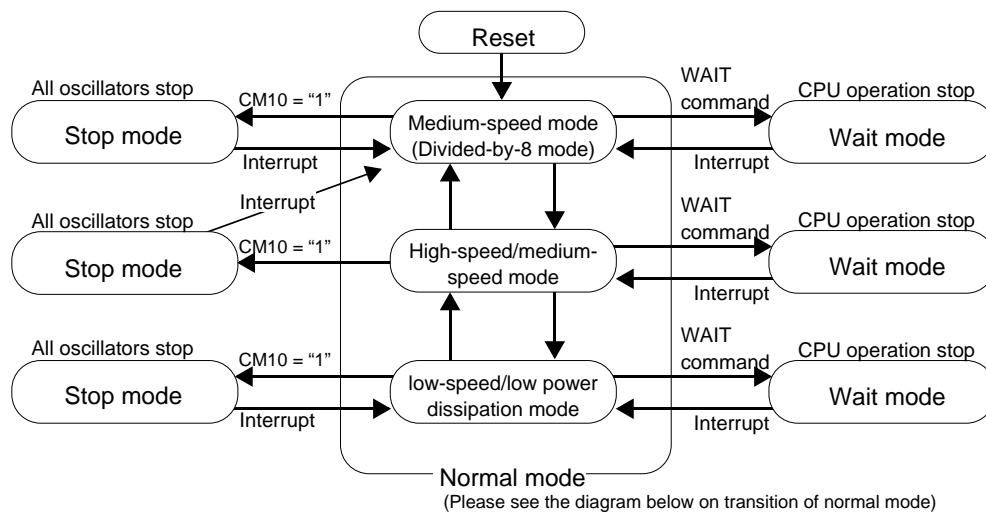 Reset
All oscillators stop
CM10 = “1”
WAIT
command
CPU operation stop
Stop mode
Medium-speed mode
(Divided-by-8 mode)
Wait mode
Interrupt
Interrupt
Interrupt
All oscillators stop
CM10 = “1”
WAIT
command
CPU operation stop
Stop mode
High-speed/medium-
speed mode
Wait mode
Interrupt
All oscillators stop
CM10 = “1”
WAIT
command
CPU operation stop
Stop mode
low-speed/low power
dissipation mode
Wait mode
Interrupt
Interrupt
Normal mode
(Please see the diagram below on transition of normal mode)